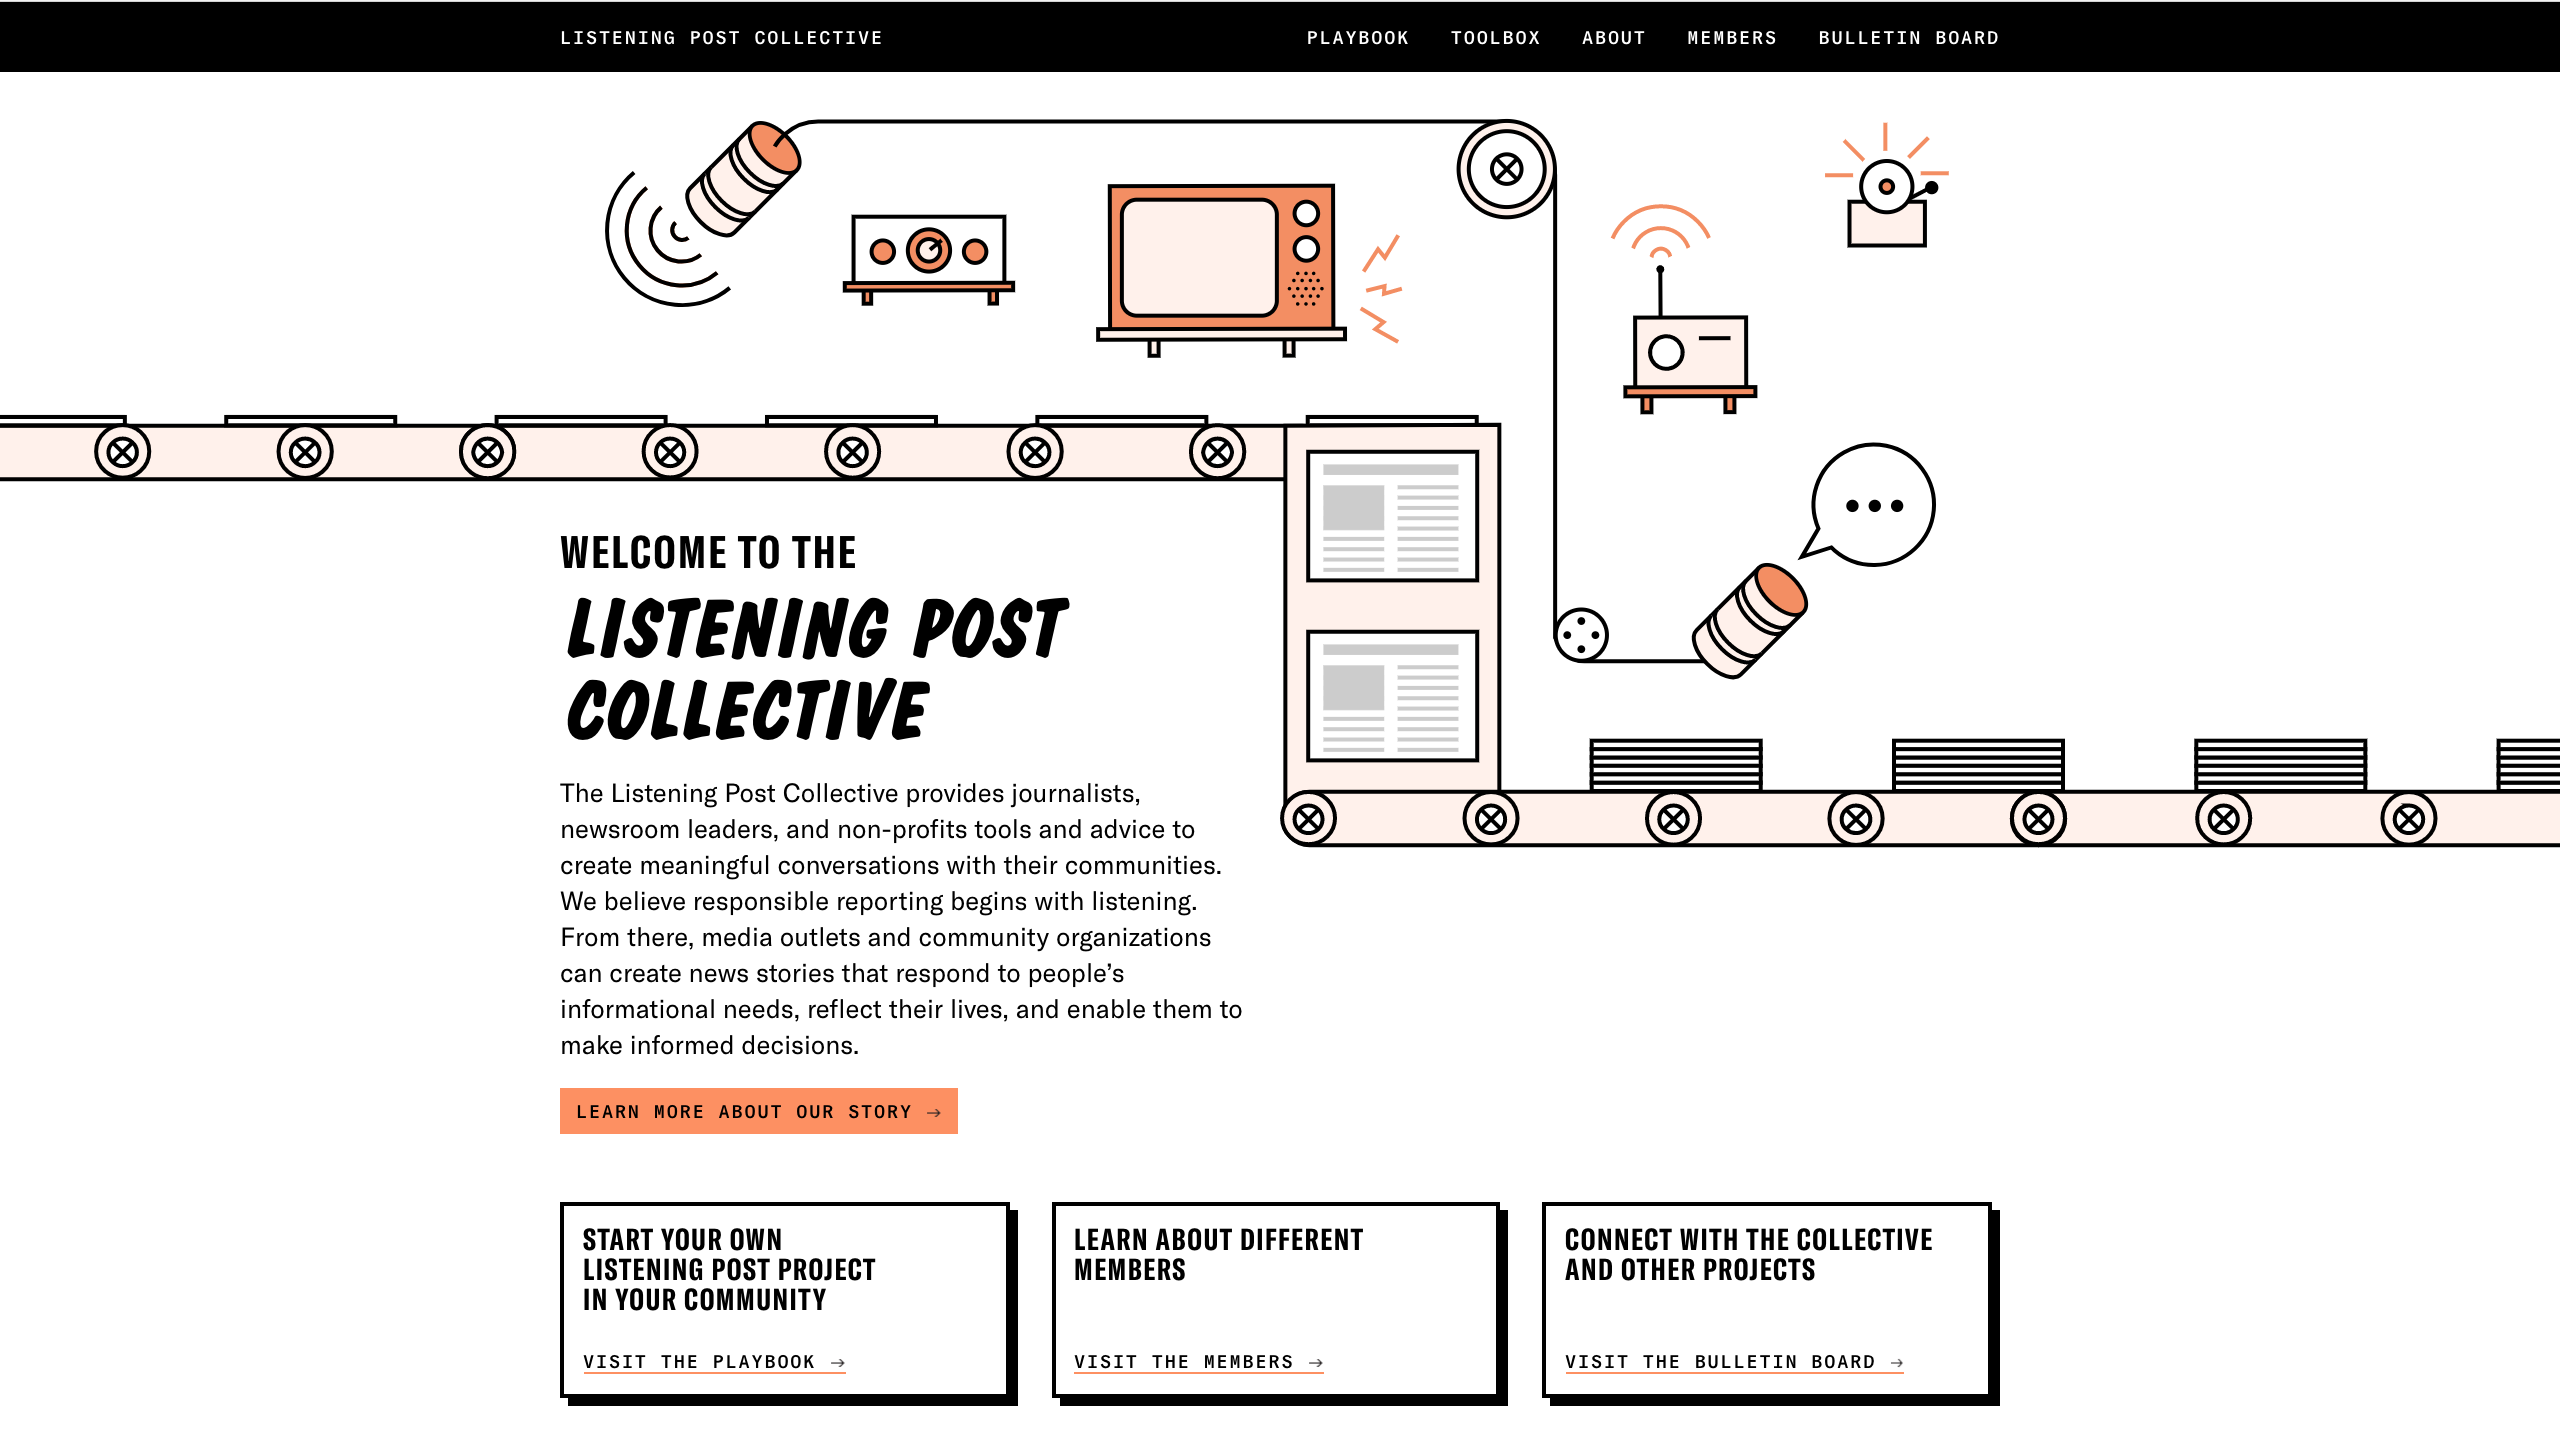 LISTENING POST COLLECTIVE
PLAYBOOK TOOLBOX ABOUT MEMBERS BULLETIN BOARD
WELCOME TO THE
LISTENING POST
COLLECTIVE
The Listening Post Collective provides journalists,
newsroom leaders, and non-profits tools and advice to
create meaningful conversations with their communities.
We believe responsible reporting begins with listening.
From there, media outlets and community organizations
can create news stories that respond to people’s
informational needs, reflect their lives, and enable them to
make informed decisions.
LEARN MORE ABOUT OUR STORY →
START YOUR OWN
LISTENING POST PROJECT
IN YOUR COMMUNITY
VISIT THE PLAYBOOK →
LEARN ABOUT DIFFERENT
MEMBERS
VISIT THE MEMBERS →
CONNECT WITH THE COLLECTIVE
AND OTHER PROJECTS
VISIT THE BULLETIN BOARD →